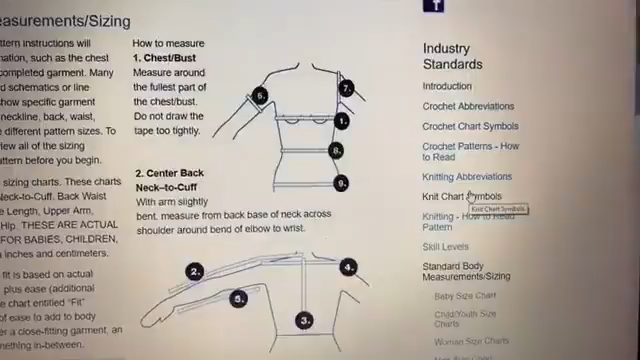 easurements/Sizing
ttern instructions will
nation, such as the chest
completed garment. Many
d schematics or line
how specific garment
neckline, back, waist,
different pattern sizes. To
iew all of the sizing
attern before you begin.
sizing charts. These charts
Neck-to-Cuff. Back Waist
e Length, Upper Arm,
Hip. THESE ARE ACTUAL
FOR BABIES, CHILDREN,
n inches and centimeters.
fit is based on actual
plus ease (additional
e chart entitled "Fit"
of ease to add to body
er a close-fitting garment, an
mething in-between.
How to measure
1. Chest/Bust
Measure around
the fullest part of
the chest/bust.
Do not draw the
tape too tightly.
2. Center Back
Neck–to-Cuff
With arm slightly
bent. measure from back base of neck across
shoulder around bend of elbow to wrist.
6.
7.
1.
8.
9.
2.
4.
5.
3.
f
Industry
Standards
Introduction
Crochet Abbreviations
Crochet Chart Symbols
Crochet Patterns - How
to Read
Knitting Abbreviations
Knit Chart Symbols
Knit Chart Symbols
Knitting - How to Read
Pattern
Skill Levels
Standard Body
Measurements/Sizing
Baby Size Chart
Child/Youth Size
Charts
Woman Size Charts